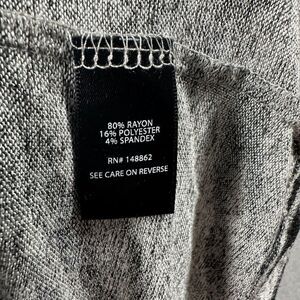 80% RAYON
16% POLYESTER
4% SPANDEX
RN# 148862
SEE CARE ON REVERSE